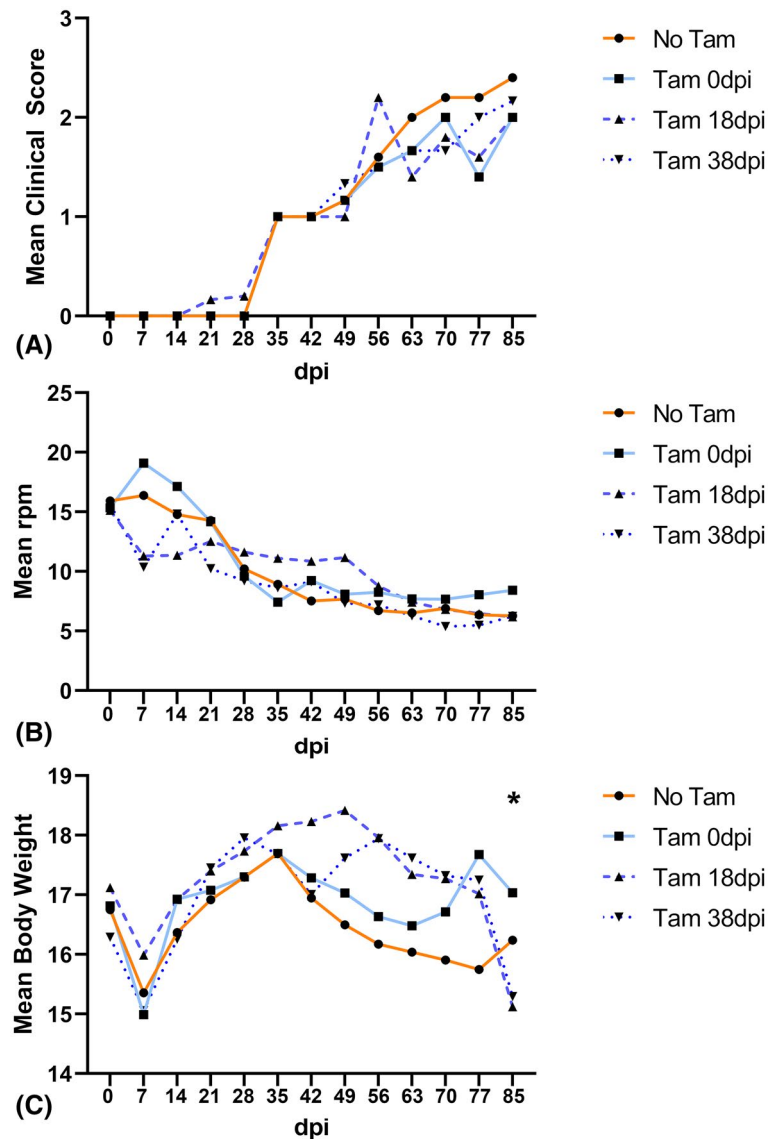 3
2
1
0
Mean Clinical Score
0 7 14 21 28 35 42 49 56 63 70 77 85
dpi
(A)
No Tam
Tam 0dpi
Tam 18dpi
Tam 38dpi
25
20
15
10
5
0
Mean rpm
0 7 14 21 28 35 42 49 56 63 70 77 85
dpi
(B)
No Tam
Tam 0dpi
Tam 18dpi
Tam 38dpi
19
18
17
16
15
14
Mean Body Weight
*
0 7 14 21 28 35 42 49 56 63 70 77 85
dpi
(C)
No Tam
Tam 0dpi
Tam 18dpi
Tam 38dpi